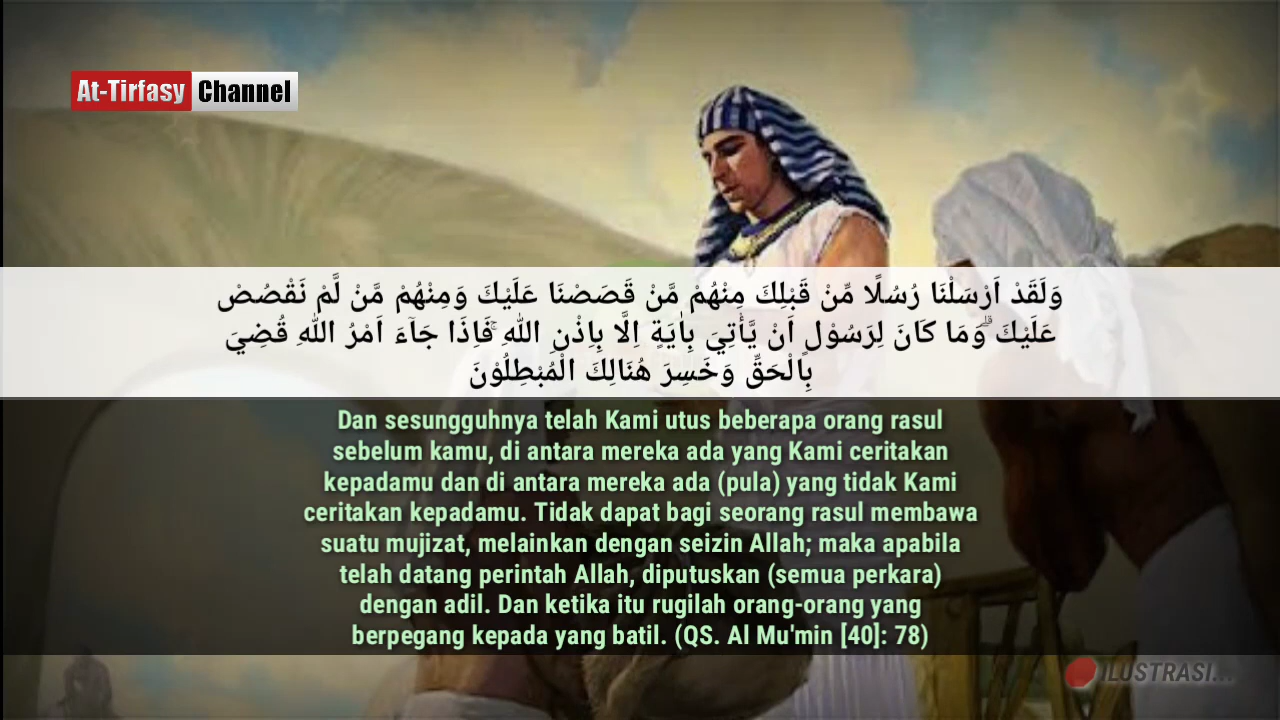 At-Tirfasy Channel
وَلَقَدْ اَرْسَلْنَا رُسُلًا مِّنْ قَبْلِكَ مِنْهُمْ مَّنْ قَصَصْنَا عَلَيْكَ وَمِنْهُمْ مَّنْ لَّمْ نَقْصُصْ
عَلَيْكَ ۗوَمَا كَانَ لِرَسُوْلٍ اَنْ يَّأْتِيَ بِاٰيَةٍ اِلَّا بِاِذْنِ اللّٰهِ ۚفَاِذَا جَاۤءَ اَمْرُ اللّٰهِ قُضِيَ
بِالْحَقِّ وَخَسِرَ هُنَالِكَ الْمُبْطِلُوْنَ
Dan sesungguhnya telah Kami utus beberapa orang rasul
sebelum kamu, di antara mereka ada yang Kami ceritakan
kepadamu dan di antara mereka ada (pula) yang tidak Kami
ceritakan kepadamu. Tidak dapat bagi seorang rasul membawa
suatu mujizat, melainkan dengan seizin Allah; maka apabila
telah datang perintah Allah, diputuskan (semua perkara)
dengan adil. Dan ketika itu rugilah orang-orang yang
berpegang kepada yang batil. (QS. Al Mu'min [40]: 78)
ILUSTRASI...